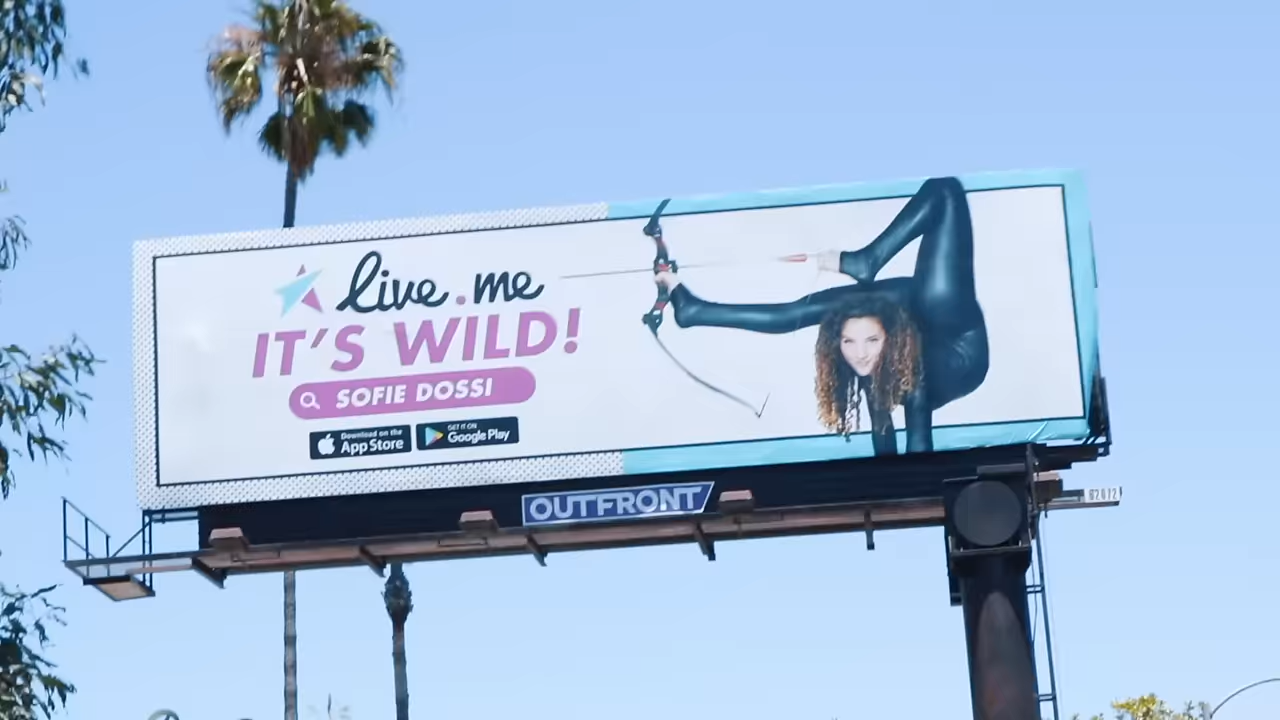 live.me
IT'S WILD!
SOFIE DOSSI
Download on the
App Store
GET IT ON
Google Play
OUTFRONT